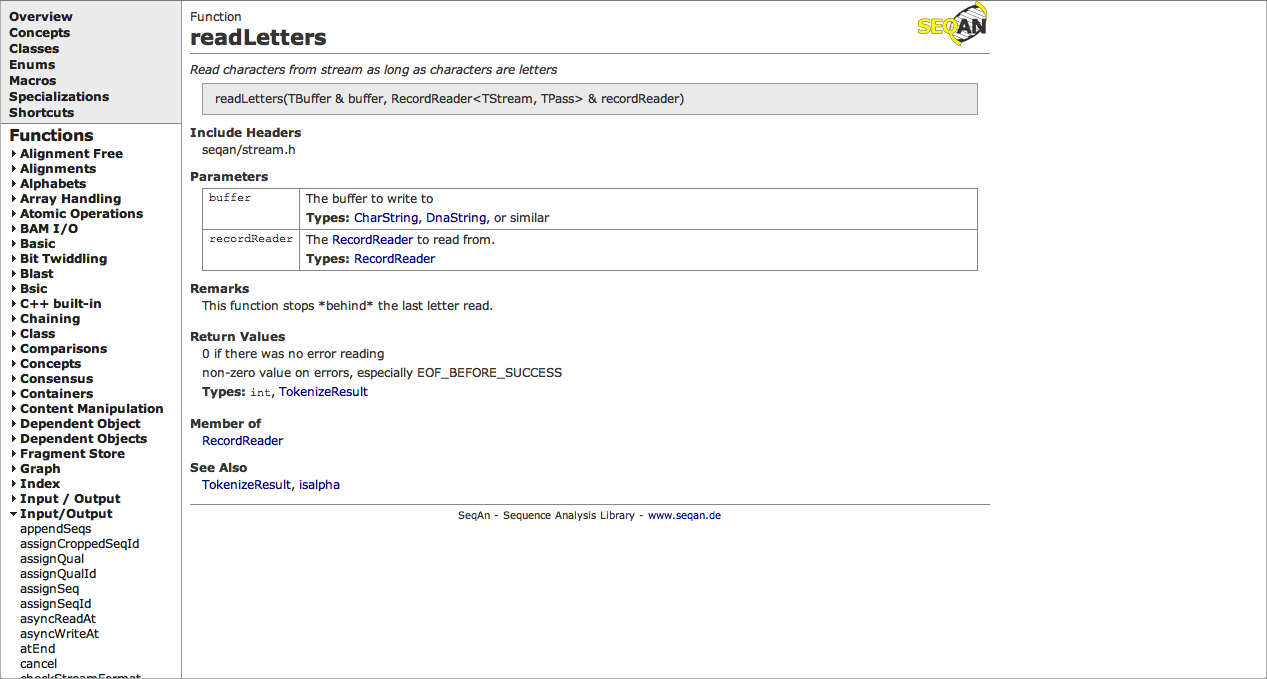 Overview
Concepts
Classes
Enums
Macros
Specializations
Shortcuts
Functions
Alignment Free
Alignments
Alphabets
Array Handling
Atomic Operations
BAM I/O
Basic
Bit Twiddling
Blast
Bsic
C++ built-in
Chaining
Class
Comparisons
Concepts
Consensus
Containers
Content Manipulation
Dependent Object
Dependent Objects
Fragment Store
Graph
Index
Input / Output
Input/Output
appendSeqs
assignCroppedSeqId
assignQual
assignQualId
assignSeq
assignSeqId
asyncReadAt
asyncWriteAt
atEnd
cancel
checkStreamFormat
Function
readLetters
SEQAN
Read characters from stream as long as characters are letters
readLetters(TBuffer & buffer, RecordReader<TStream, TPass> & recordReader)
Include Headers
seqan/stream.h
Parameters
buffer
The buffer to write to
Types: CharString, DnaString, or similar
recordReader
The RecordReader to read from.
Types: RecordReader
Remarks
This function stops *behind* the last letter read.
Return Values
0 if there was no error reading
non-zero value on errors, especially EOF_BEFORE_SUCCESS
Types: int, TokenizeResult
Member of
RecordReader
See Also
TokenizeResult, isalpha
SeqAn - Sequence Analysis Library - www.seqan.de